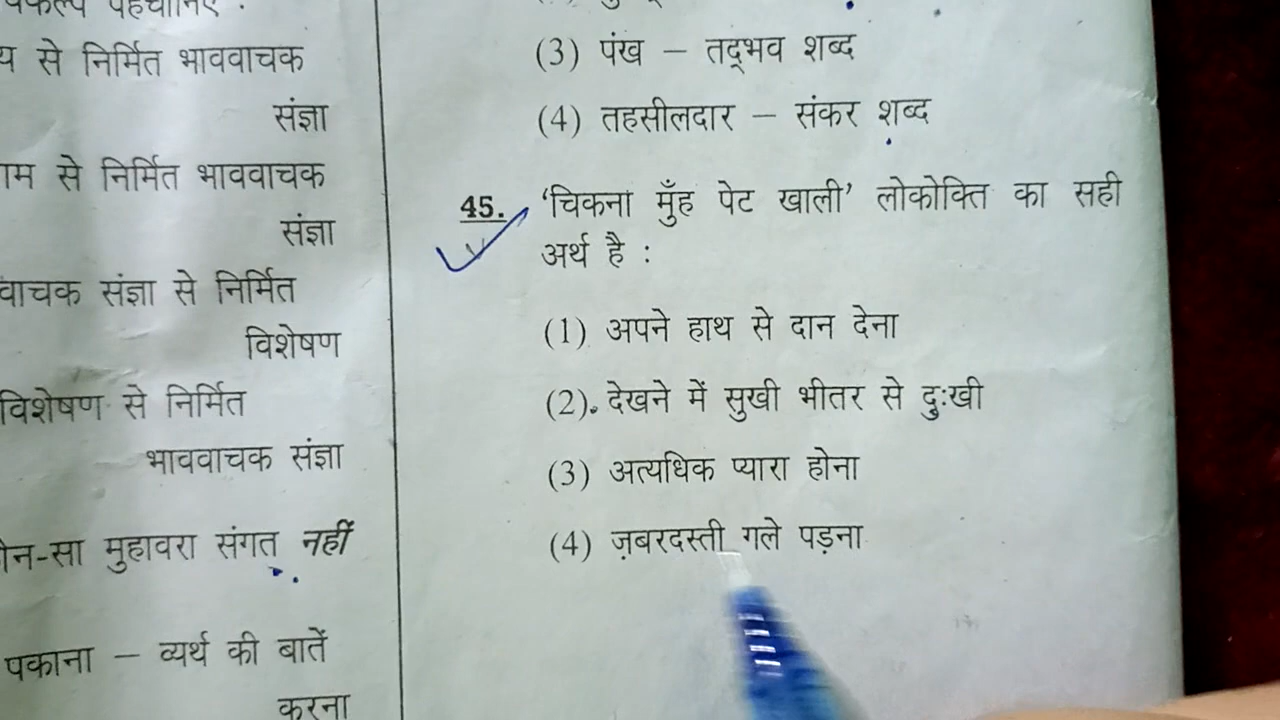 पहचानिए :
से निर्मित भाववाचक
संज्ञा
से निर्मित भाववाचक
संज्ञा
संज्ञा से निर्मित
विशेषण
विशेषण से निर्मित
भाववाचक संज्ञा
मुहावरा संगत नहीं
पकाना – व्यर्थ की बातें
करना
(3) पंख – तद्‌भव शब्द
(4) तहसीलदार – संकर शब्द
45. ‘चिकना मुँह पेट खाली’ लोकोक्ति का सही
अर्थ है :
(1) अपने हाथ से दान देना
(2) देखने में सुखी भीतर से दुःखी
(3) अत्यधिक प्यारा होना
(4) ज़बरदस्ती गले पड़ना